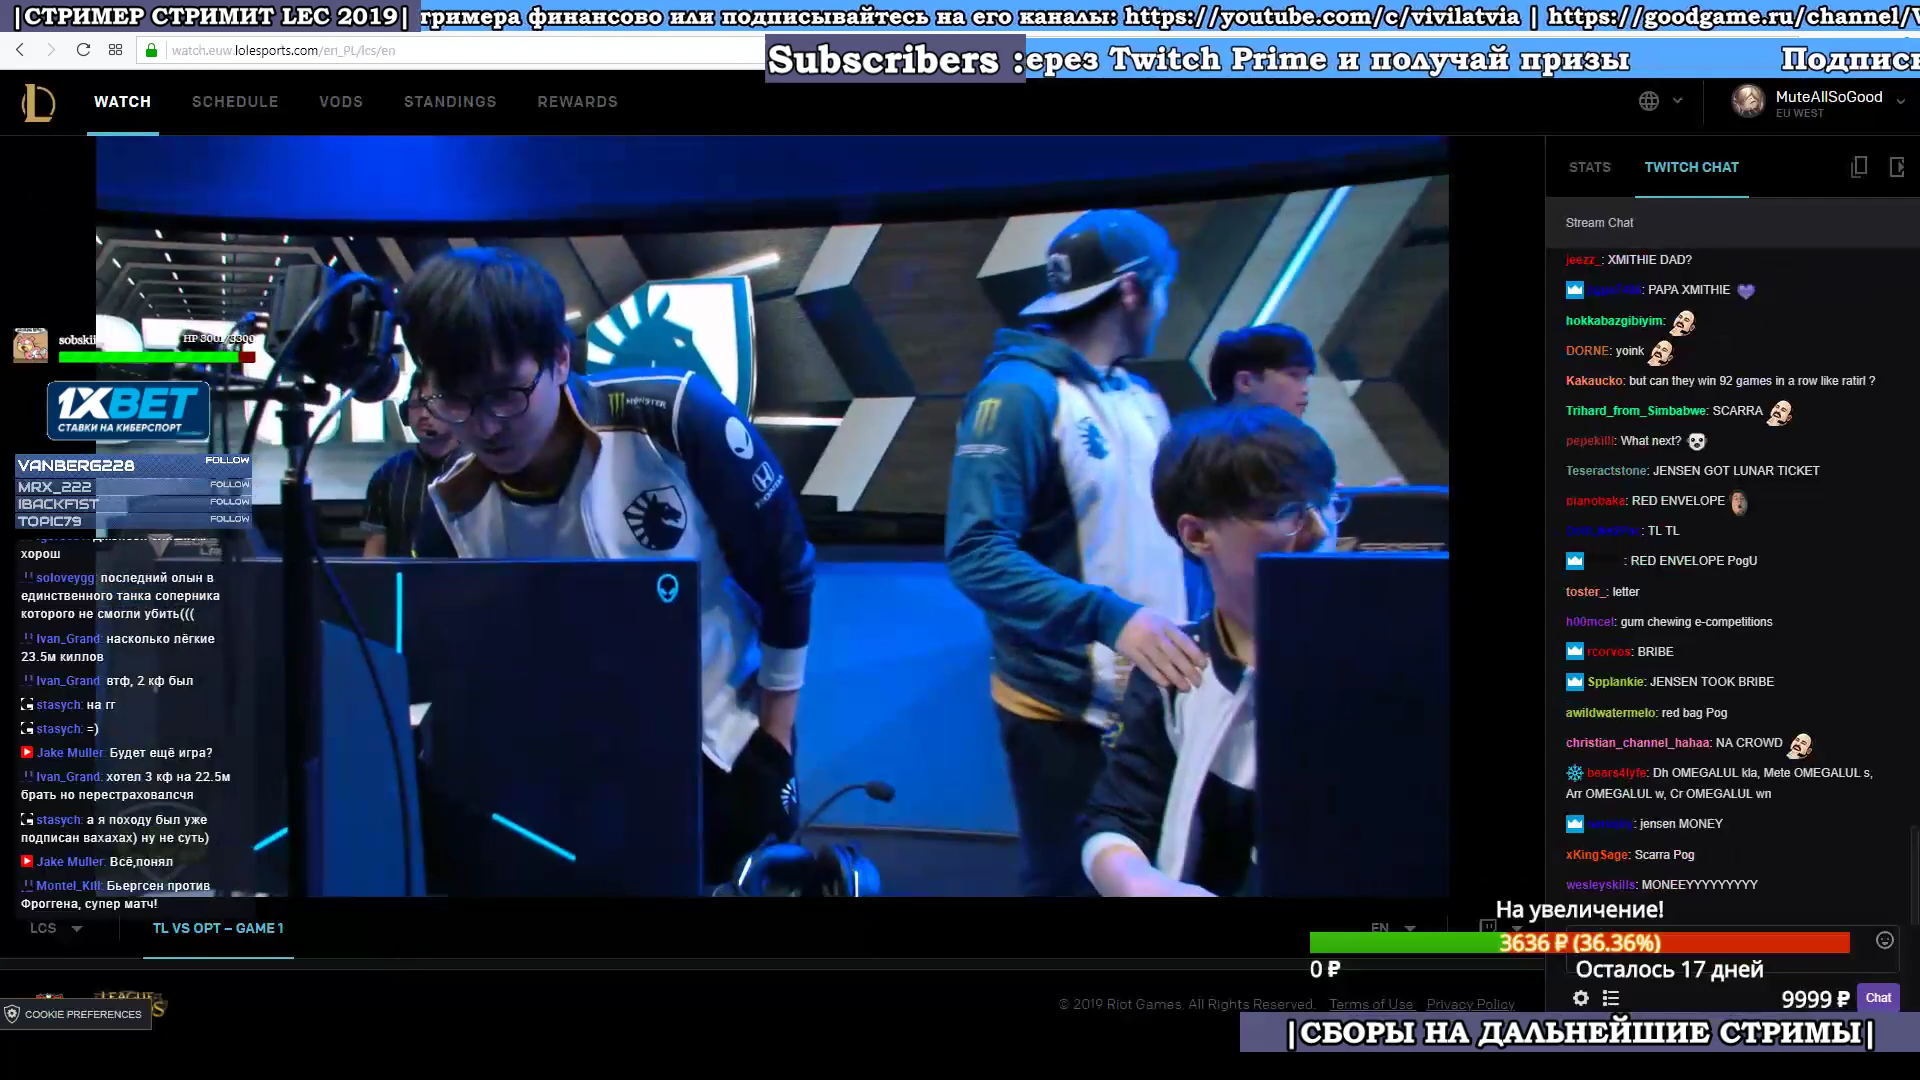 |СТРИМЕР СТРИМИТ LEC 2019|
тримера финансово или подписывайтесь на его каналы: https://youtube.com/c/vivilatvia | https://goodgame.ru/channel/V
watch.euw.lolesports.com/en_PL/lcs/en
Subscribers :
ерез Twitch Prime и получай призы
Подписи
WATCH
SCHEDULE
VODS
STANDINGS
REWARDS
MuteAllSoGood
EU WEST
STATS
TWITCH CHAT
Stream Chat
jeezz_: XMITHIE DAD?
: PAPA XMITHIE
hokkabazgibiyim:
DORNE: yoink
Kakaucko: but can they win 92 games in a row like ratirl ?
Trihard_from_Simbabwe: SCARRA
pepekilll: What next?
Teseractstone: JENSEN GOT LUNAR TICKET
pianobaka: RED ENVELOPE
: TL TL
: RED ENVELOPE PogU
toster_: letter
h00mcel: gum chewing e-competitions
rcorvos: BRIBE
Spplankie: JENSEN TOOK BRIBE
awildwatermelo: red bag Pog
christian_channel_hahaa: NA CROWD
bears4lyfe: Dh OMEGALUL kla, Mete OMEGALUL s,
Arr OMEGALUL w, Cr OMEGALUL wn
: jensen MONEY
xKingSage: Scarra Pog
wesleyskills: MONEEYYYYYYYYY
sobskii
HP 3001/3300
1XBET
СТАВКИ НА КИБЕРСПОРТ
VANBERG228 FOLLOW
MRX_222 FOLLOW
IBACKF1ST FOLLOW
TOPIC79 FOLLOW
хорош
soloveygg: последний олын в
единственного танка соперника
которого не смогли убить(((
Ivan_Grand: насколько лёгкие
23.5м киллов
Ivan_Grand: втф, 2 кф был
stasych: на гг
stasych: =)
Jake Muller: Будет ещё игра?
Ivan_Grand: хотел 3 кф на 22.5м
брать но перестраховалсчя
stasych: а я походу был уже
подписан вахахах) ну не суть)
Jake Muller: Всё,понял
Montel_Kill: Бьергсен против
Фроггена, супер матч!
MONSTER
HONDA
LCS
TL VS OPT – GAME 1
EN
На увеличение!
3636 ₽ (36.36%)
0 ₽
Осталось 17 дней
9999 ₽
Chat
COOKIE PREFERENCES
LEAGUE
© 2019 Riot Games. All Rights Reserved. Terms of Use Privacy Policy
|СБОРЫ НА ДАЛЬНЕЙШИЕ СТРИМЫ|